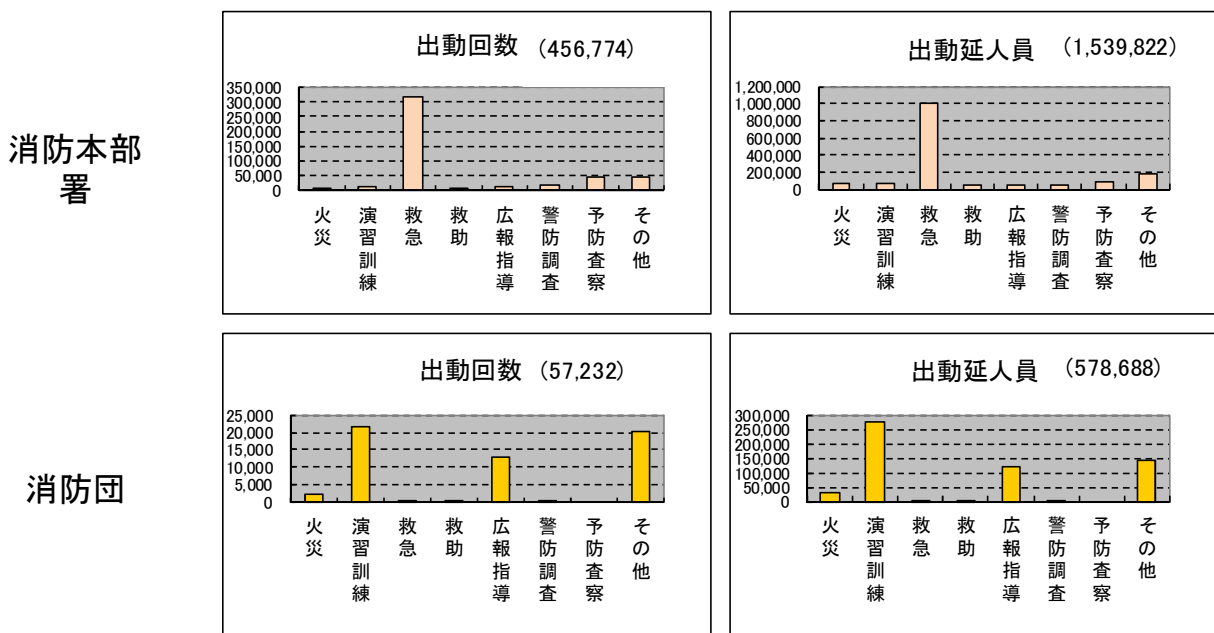 消防本部
署
出動回数 (456,774)
350,000
300,000
250,000
200,000
150,000
100,000
50,000
0
火災
演習訓練
救急
救助
広報指導
警防調査
予防査察
その他
出動延人員 (1,539,822)
1,200,000
1,000,000
800,000
600,000
400,000
200,000
0
火災
演習訓練
救急
救助
広報指導
警防調査
予防査察
その他
消防団
出動回数 (57,232)
25,000
20,000
15,000
10,000
5,000
0
火災
演習訓練
救急
救助
広報指導
警防調査
予防査察
その他
出動延人員 (578,688)
300,000
250,000
200,000
150,000
100,000
50,000
0
火災
演習訓練
救急
救助
広報指導
警防調査
予防査察
その他